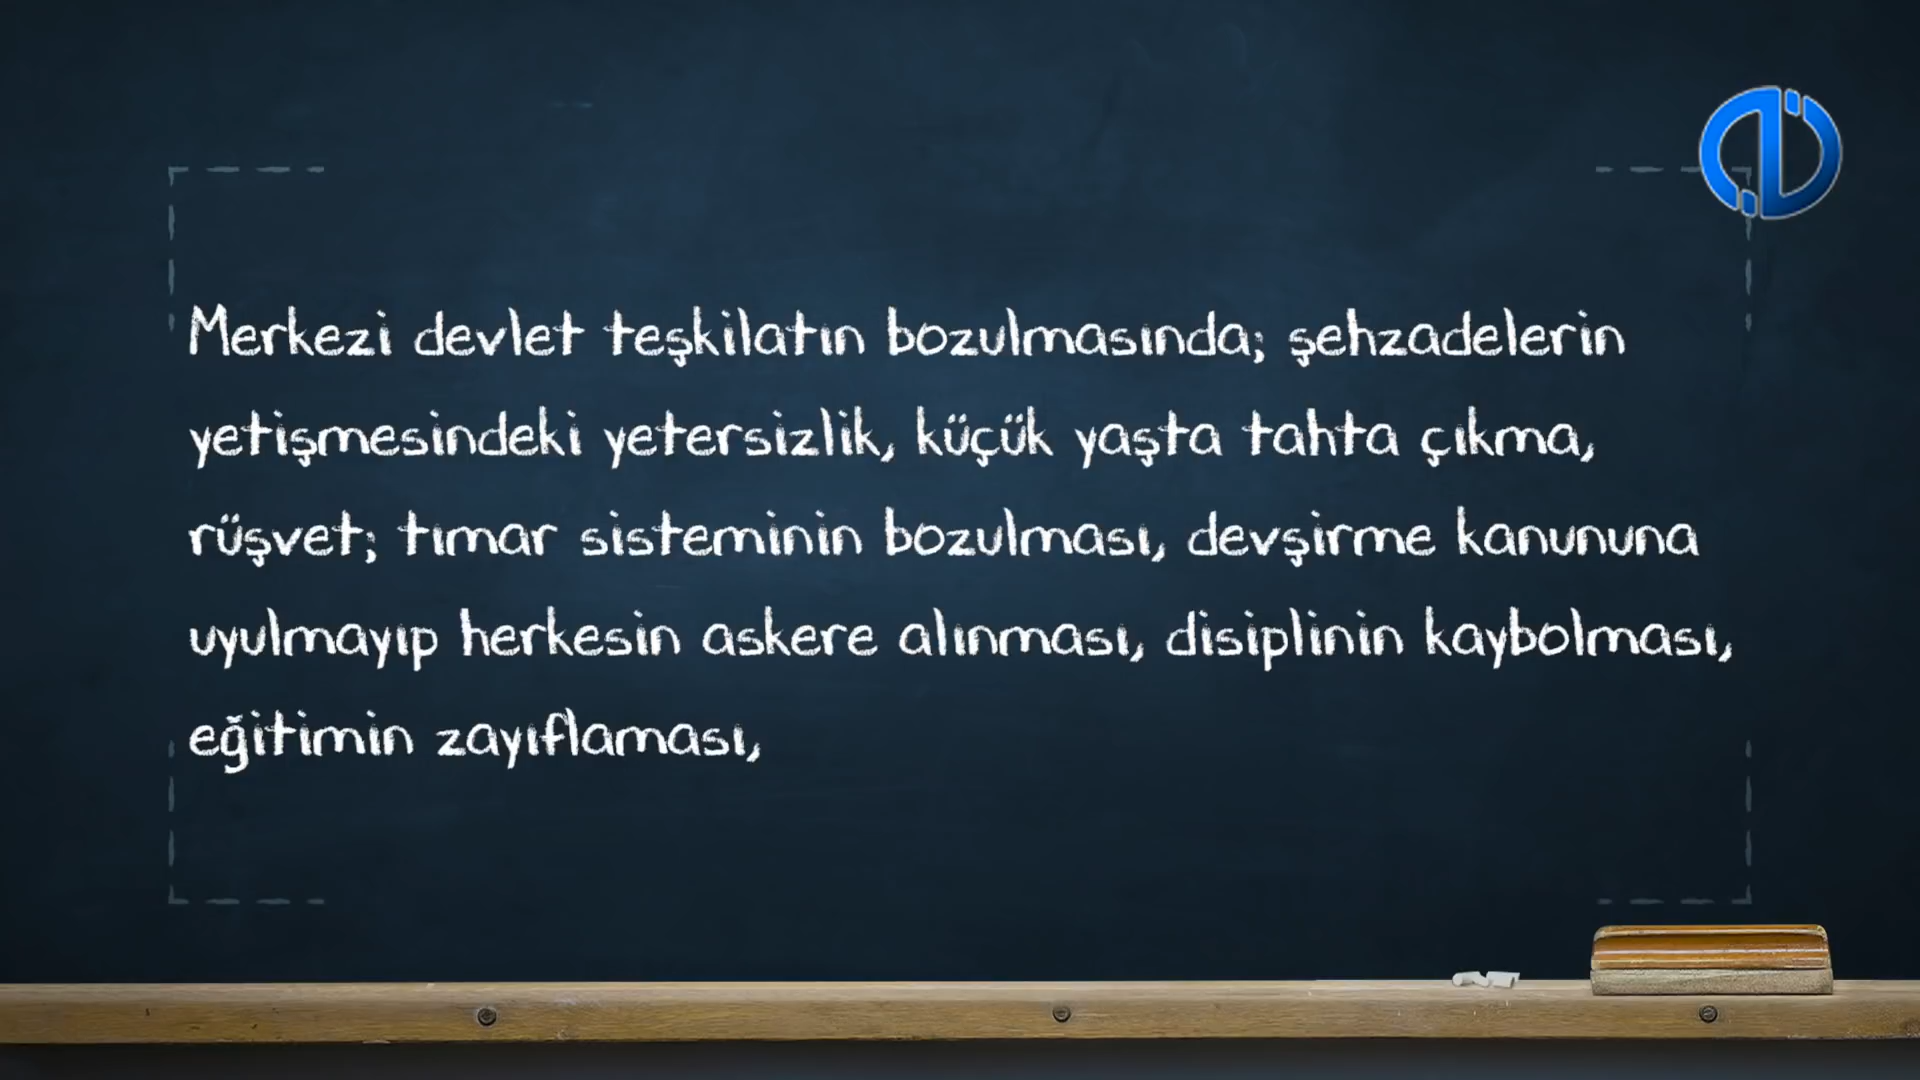 Merkezi devlet teşkilatın bozulmasında; şehzadelerin
yetişmesindeki yetersizlik, küçük yaşta tahta çıkma,
rüşvet; tımar sisteminin bozulması, devşirme kanununa
uyulmayıp herkesin askere alınması, disiplinin kaybolması,
eğitimin zayıflaması,